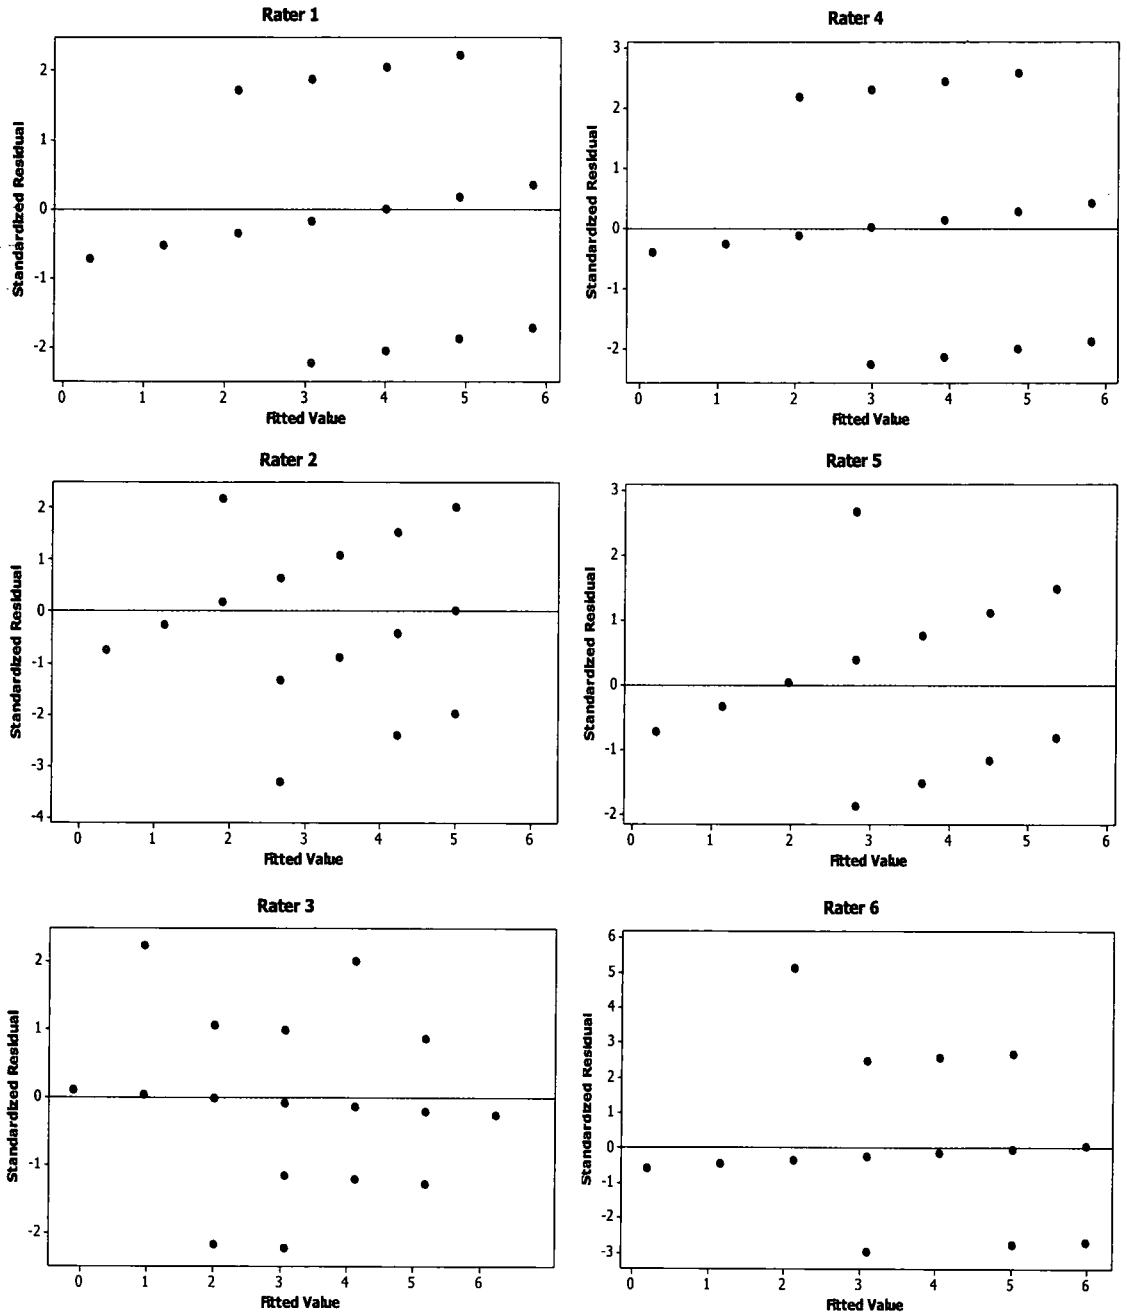 Rater 1
Standardized Residual
2
1
0
-1
-2
0 1 2 3 4 5 6
Fitted Value
Rater 4
Standardized Residual
3
2
1
0
-1
-2
0 1 2 3 4 5 6
Fitted Value
Rater 2
Standardized Residual
2
1
0
-1
-2
-3
-4
0 1 2 3 4 5 6
Fitted Value
Rater 5
Standardized Residual
3
2
1
0
-1
-2
0 1 2 3 4 5 6
Fitted Value
Rater 3
Standardized Residual
2
1
0
-1
-2
0 1 2 3 4 5 6
Fitted Value
Rater 6
Standardized Residual
6
5
4
3
2
1
0
-1
-2
-3
0 1 2 3 4 5 6
Fitted Value